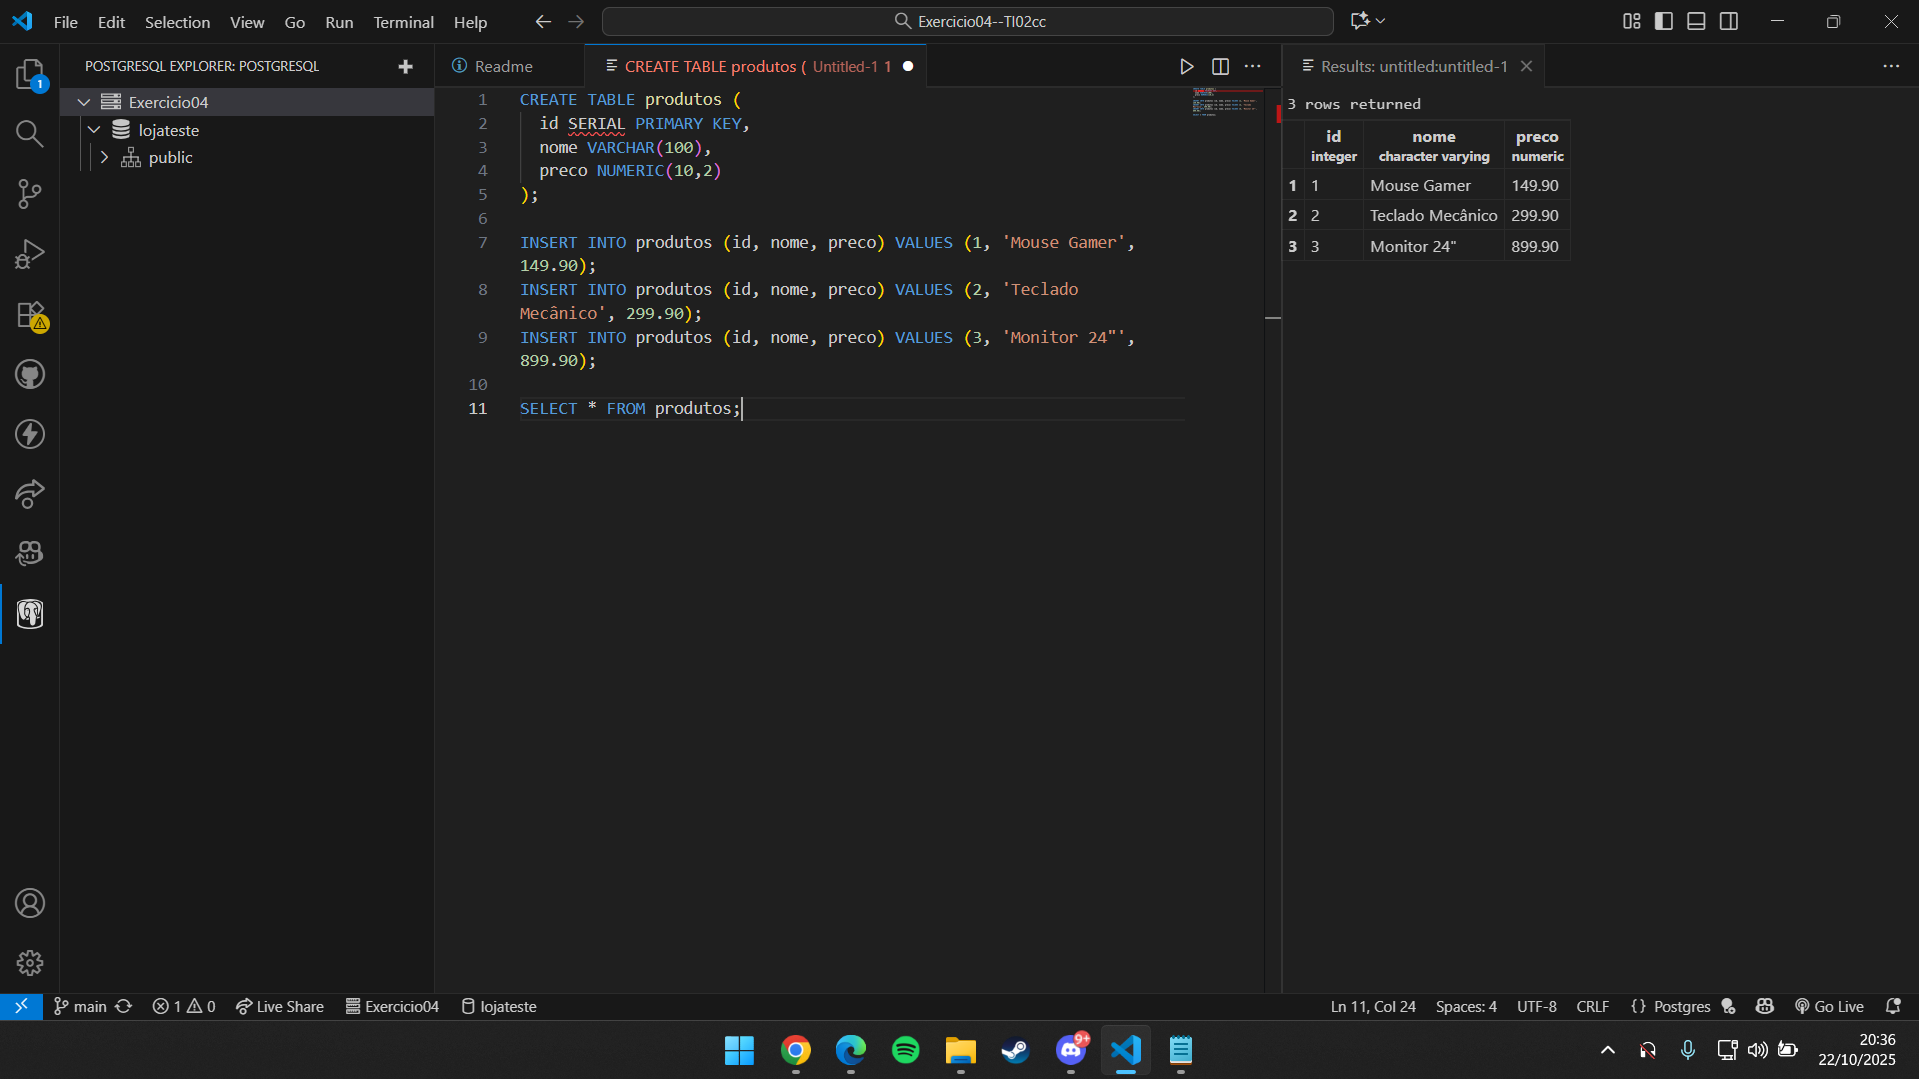 File Edit Selection View Go Run Terminal Help
Exercicio04--TI02cc
1
POSTGRESQL EXPLORER: POSTGRESQL
Exercicio04
lojateste
public
Readme
CREATE TABLE produtos ( Untitled-1 1
1 CREATE TABLE produtos (
2 id SERIAL PRIMARY KEY,
3 nome VARCHAR(100),
4 preco NUMERIC(10,2)
5 );
6
7 INSERT INTO produtos (id, nome, preco) VALUES (1, 'Mouse Gamer',
149.90);
8 INSERT INTO produtos (id, nome, preco) VALUES (2, 'Teclado
Mecânico', 299.90);
9 INSERT INTO produtos (id, nome, preco) VALUES (3, 'Monitor 24"',
899.90);
10
11 SELECT * FROM produtos;
Results: untitled:untitled-1
3 rows returned
id nome preco
integer character varying numeric
1 1 Mouse Gamer 149.90
2 2 Teclado Mecânico 299.90
3 3 Monitor 24" 899.90
main 1 0 Live Share Exercicio04 lojateste
Ln 11, Col 24 Spaces: 4 UTF-8 CRLF {} Postgres Go Live
9+
20:36
22/10/2025